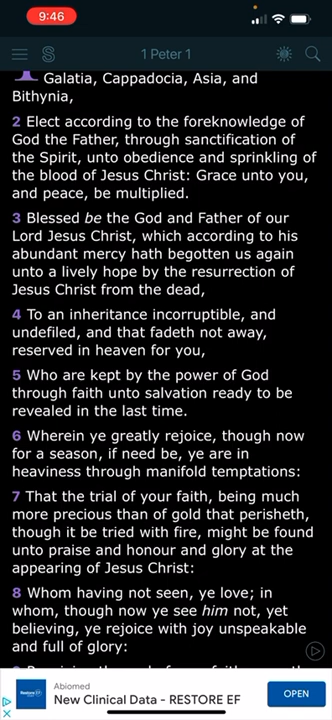 9:46
S
1 Peter 1
Galatia, Cappadocia, Asia, and
Bithynia,
2 Elect according to the foreknowledge of
God the Father, through sanctification of
the Spirit, unto obedience and sprinkling of
the blood of Jesus Christ: Grace unto you,
and peace, be multiplied.
3 Blessed be the God and Father of our
Lord Jesus Christ, which according to his
abundant mercy hath begotten us again
unto a lively hope by the resurrection of
Jesus Christ from the dead,
4 To an inheritance incorruptible, and
undefiled, and that fadeth not away,
reserved in heaven for you,
5 Who are kept by the power of God
through faith unto salvation ready to be
revealed in the last time.
6 Wherein ye greatly rejoice, though now
for a season, if need be, ye are in
heaviness through manifold temptations:
7 That the trial of your faith, being much
more precious than of gold that perisheth,
though it be tried with fire, might be found
unto praise and honour and glory at the
appearing of Jesus Christ:
8 Whom having not seen, ye love; in
whom, though now ye see him not, yet
believing, ye rejoice with joy unspeakable
and full of glory:
Abiomed
New Clinical Data - RESTORE EF
OPEN